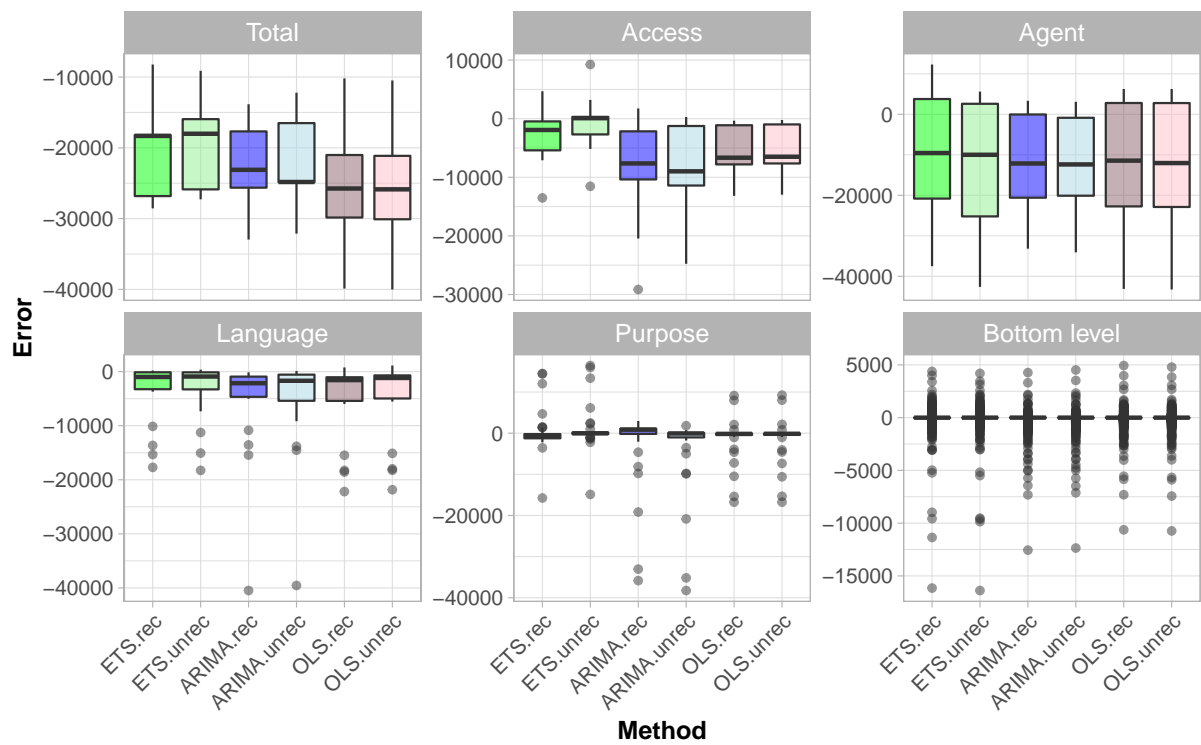 Total
Access
Agent
−10000
−20000
−30000
−40000
10000
0
−10000
−20000
−30000
0
−20000
−40000
Language
Purpose
Bottom level
0
−10000
−20000
−30000
−40000
0
−20000
−40000
5000
0
−5000
−10000
−15000
ETS.rec
ETS.unrec
ARIMA.rec
ARIMA.unrec
OLS.rec
OLS.unrec
ETS.rec
ETS.unrec
ARIMA.rec
ARIMA.unrec
OLS.rec
OLS.unrec
ETS.rec
ETS.unrec
ARIMA.rec
ARIMA.unrec
OLS.rec
OLS.unrec
Method
Error